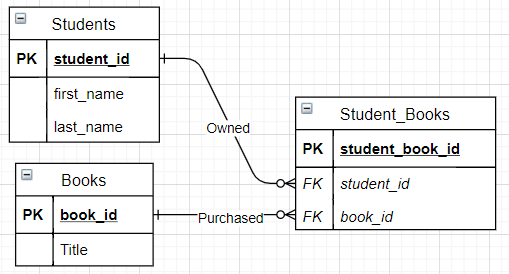 Students
PK student_id
first_name
last_name
Owned
Student_Books
PK student_book_id
FK student_id
FK book_id
Books
PK book_id
Title
Purchased